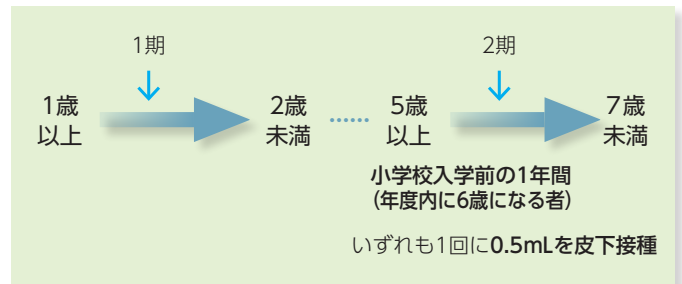 1期
2期
1歳
以上
2歳
未満
……
5歳
以上
7歳
未満
小学校入学前の1年間
（年度内に6歳になる者）
いずれも1回に0.5mLを皮下接種